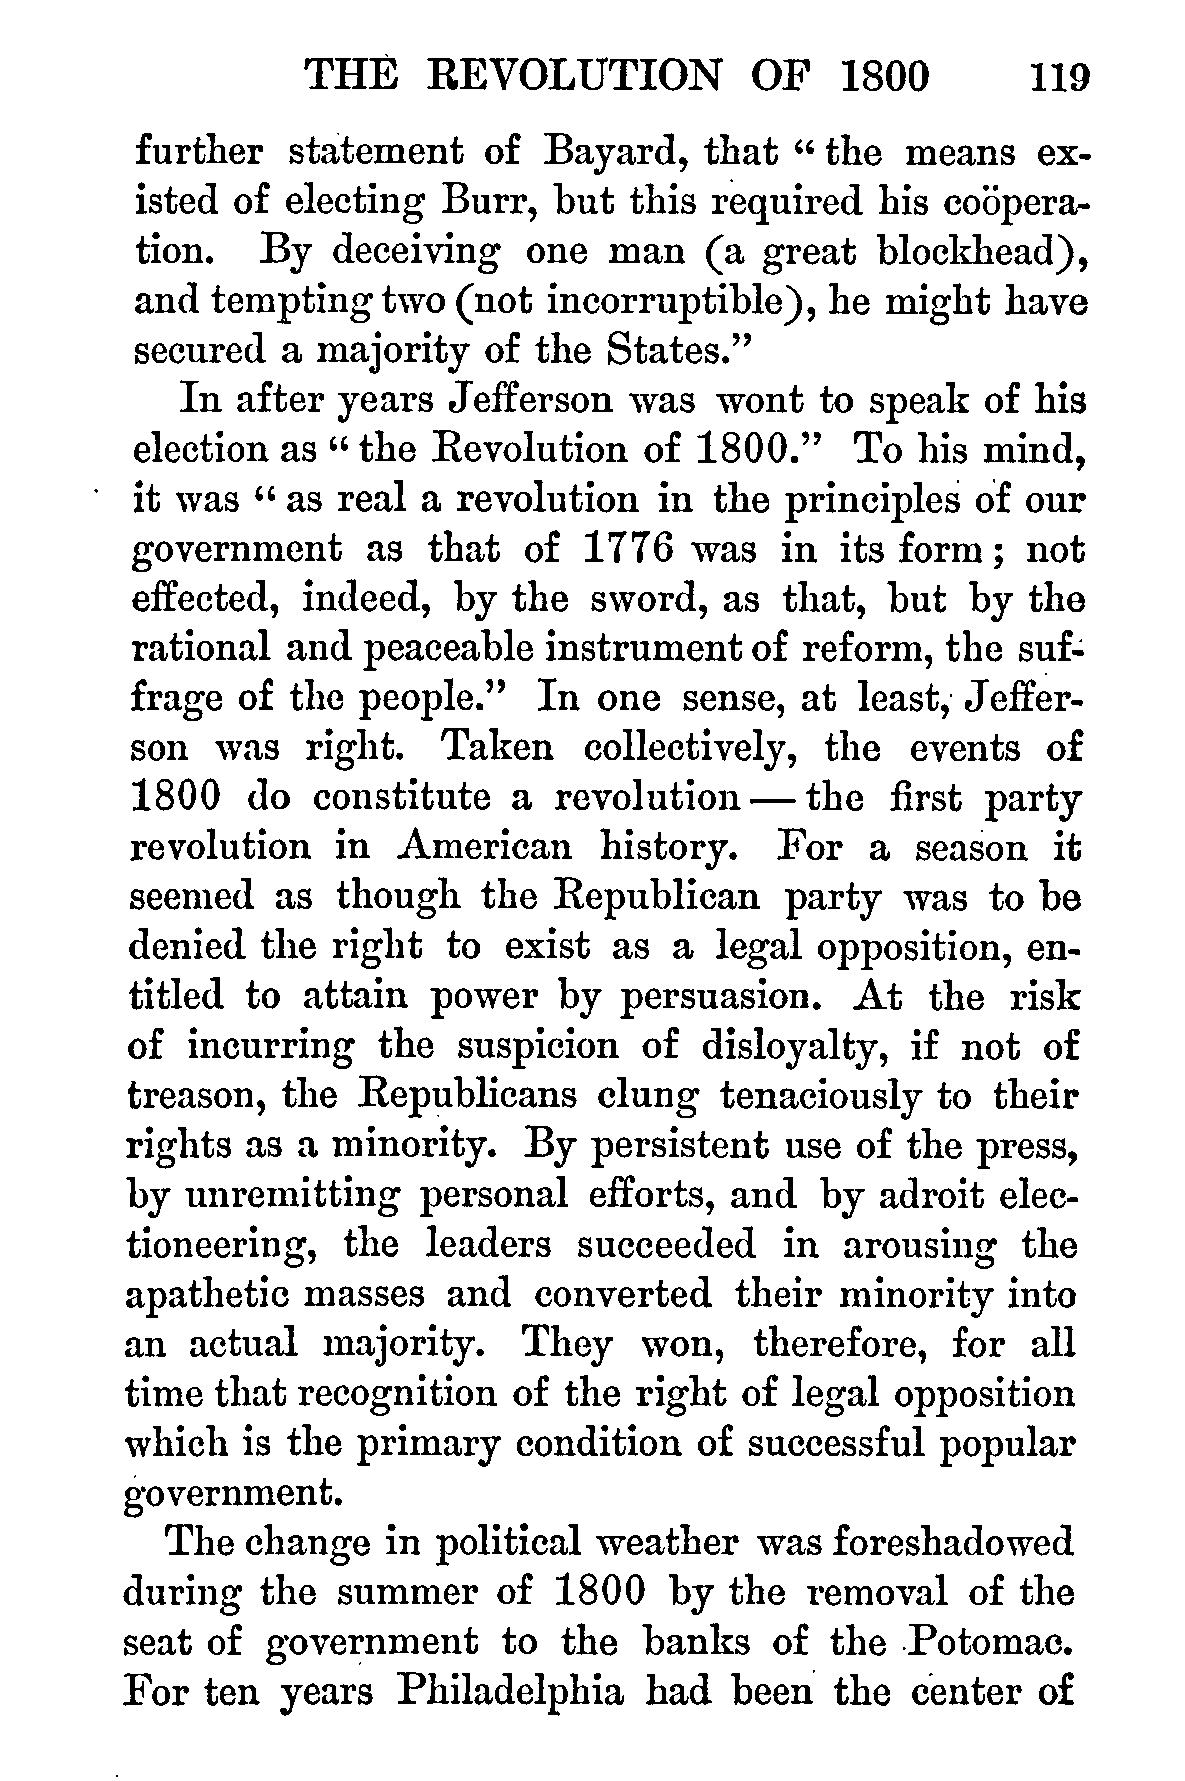 THE REVOLUTION OF 1800 119
further statement of Bayard, that “ the means ex-
isted of electing Burr, but this required his coöpera-
tion. By deceiving one man (a great blockhead),
and tempting two (not incorruptible), he might have
secured a majority of the States.”
In after years Jefferson was wont to speak of his
election as “ the Revolution of 1800.” To his mind,
it was “ as real a revolution in the principles of our
government as that of 1776 was in its form ; not
effected, indeed, by the sword, as that, but by the
rational and peaceable instrument of reform, the suf-
frage of the people.” In one sense, at least, Jeffer-
son was right. Taken collectively, the events of
1800 do constitute a revolution — the first party
revolution in American history. For a season it
seemed as though the Republican party was to be
denied the right to exist as a legal opposition, en-
titled to attain power by persuasion. At the risk
of incurring the suspicion of disloyalty, if not of
treason, the Republicans clung tenaciously to their
rights as a minority. By persistent use of the press,
by unremitting personal efforts, and by adroit elec-
tioneering, the leaders succeeded in arousing the
apathetic masses and converted their minority into
an actual majority. They won, therefore, for all
time that recognition of the right of legal opposition
which is the primary condition of successful popular
government.
The change in political weather was foreshadowed
during the summer of 1800 by the removal of the
seat of government to the banks of the Potomac.
For ten years Philadelphia had been the center of